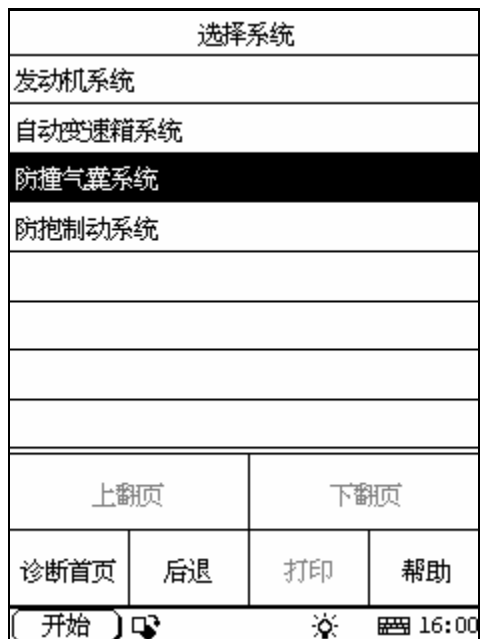 选择系统
发动机系统
自动变速箱系统
防撞气囊系统
防抱制动系统
上翻页 下翻页
诊断首页 后退 打印 帮助
开始 16:00